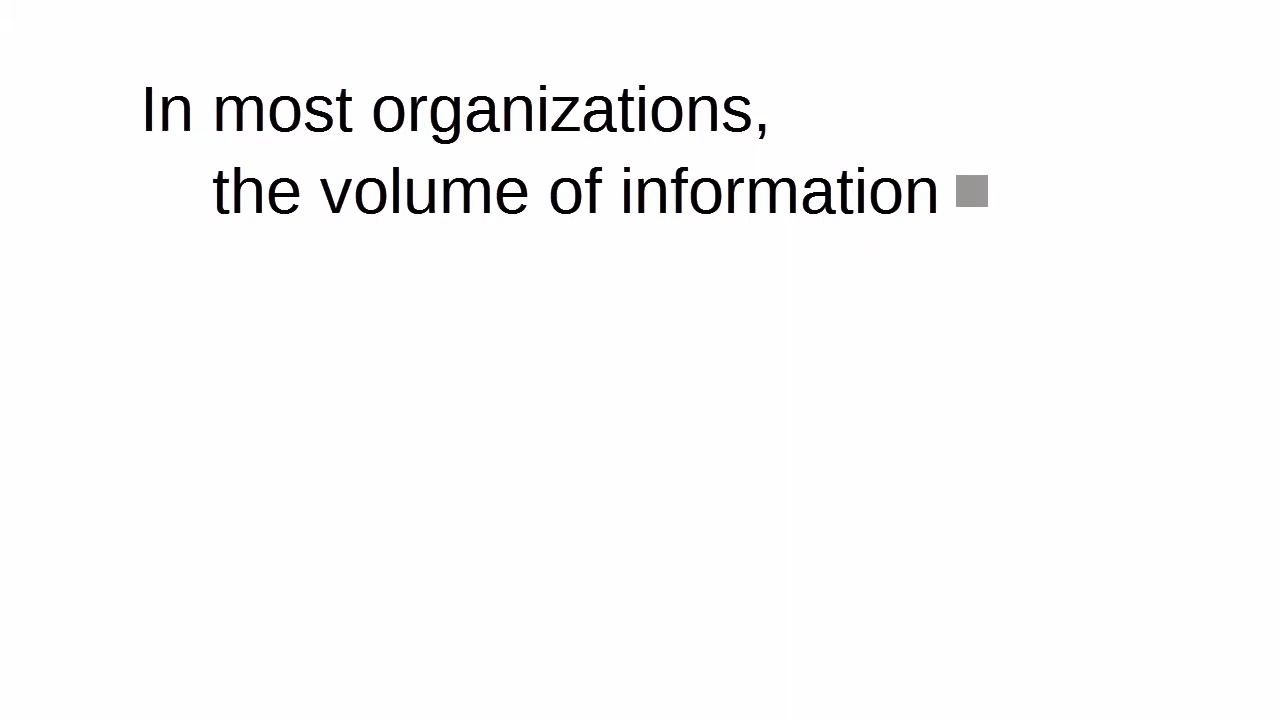 In most organizations,
the volume of information